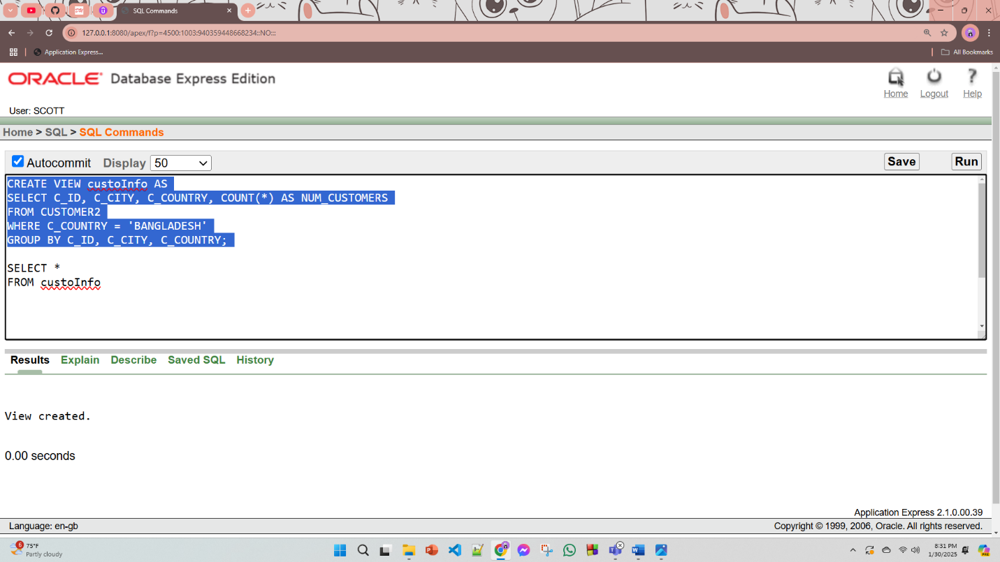 SQL Commands
127.0.0.1:8080/apex/f?p=4500:1003:940359448668234::NO:::
Application Express...
All Bookmarks
ORACLE Database Express Edition
Home Logout Help
User: SCOTT
Home > SQL > SQL Commands
Autocommit Display 50 Save Run
CREATE VIEW custoInfo AS
SELECT C_ID, C_CITY, C_COUNTRY, COUNT(*) AS NUM_CUSTOMERS
FROM CUSTOMER2
WHERE C_COUNTRY = 'BANGLADESH'
GROUP BY C_ID, C_CITY, C_COUNTRY;
SELECT *
FROM custoInfo
Results Explain Describe Saved SQL History
View created.
0.00 seconds
Application Express 2.1.0.00.39
Language: en-gb Copyright © 1999, 2006, Oracle. All rights reserved.
6 75°F
Partly cloudy
8:31 PM
1/30/2025
PRE